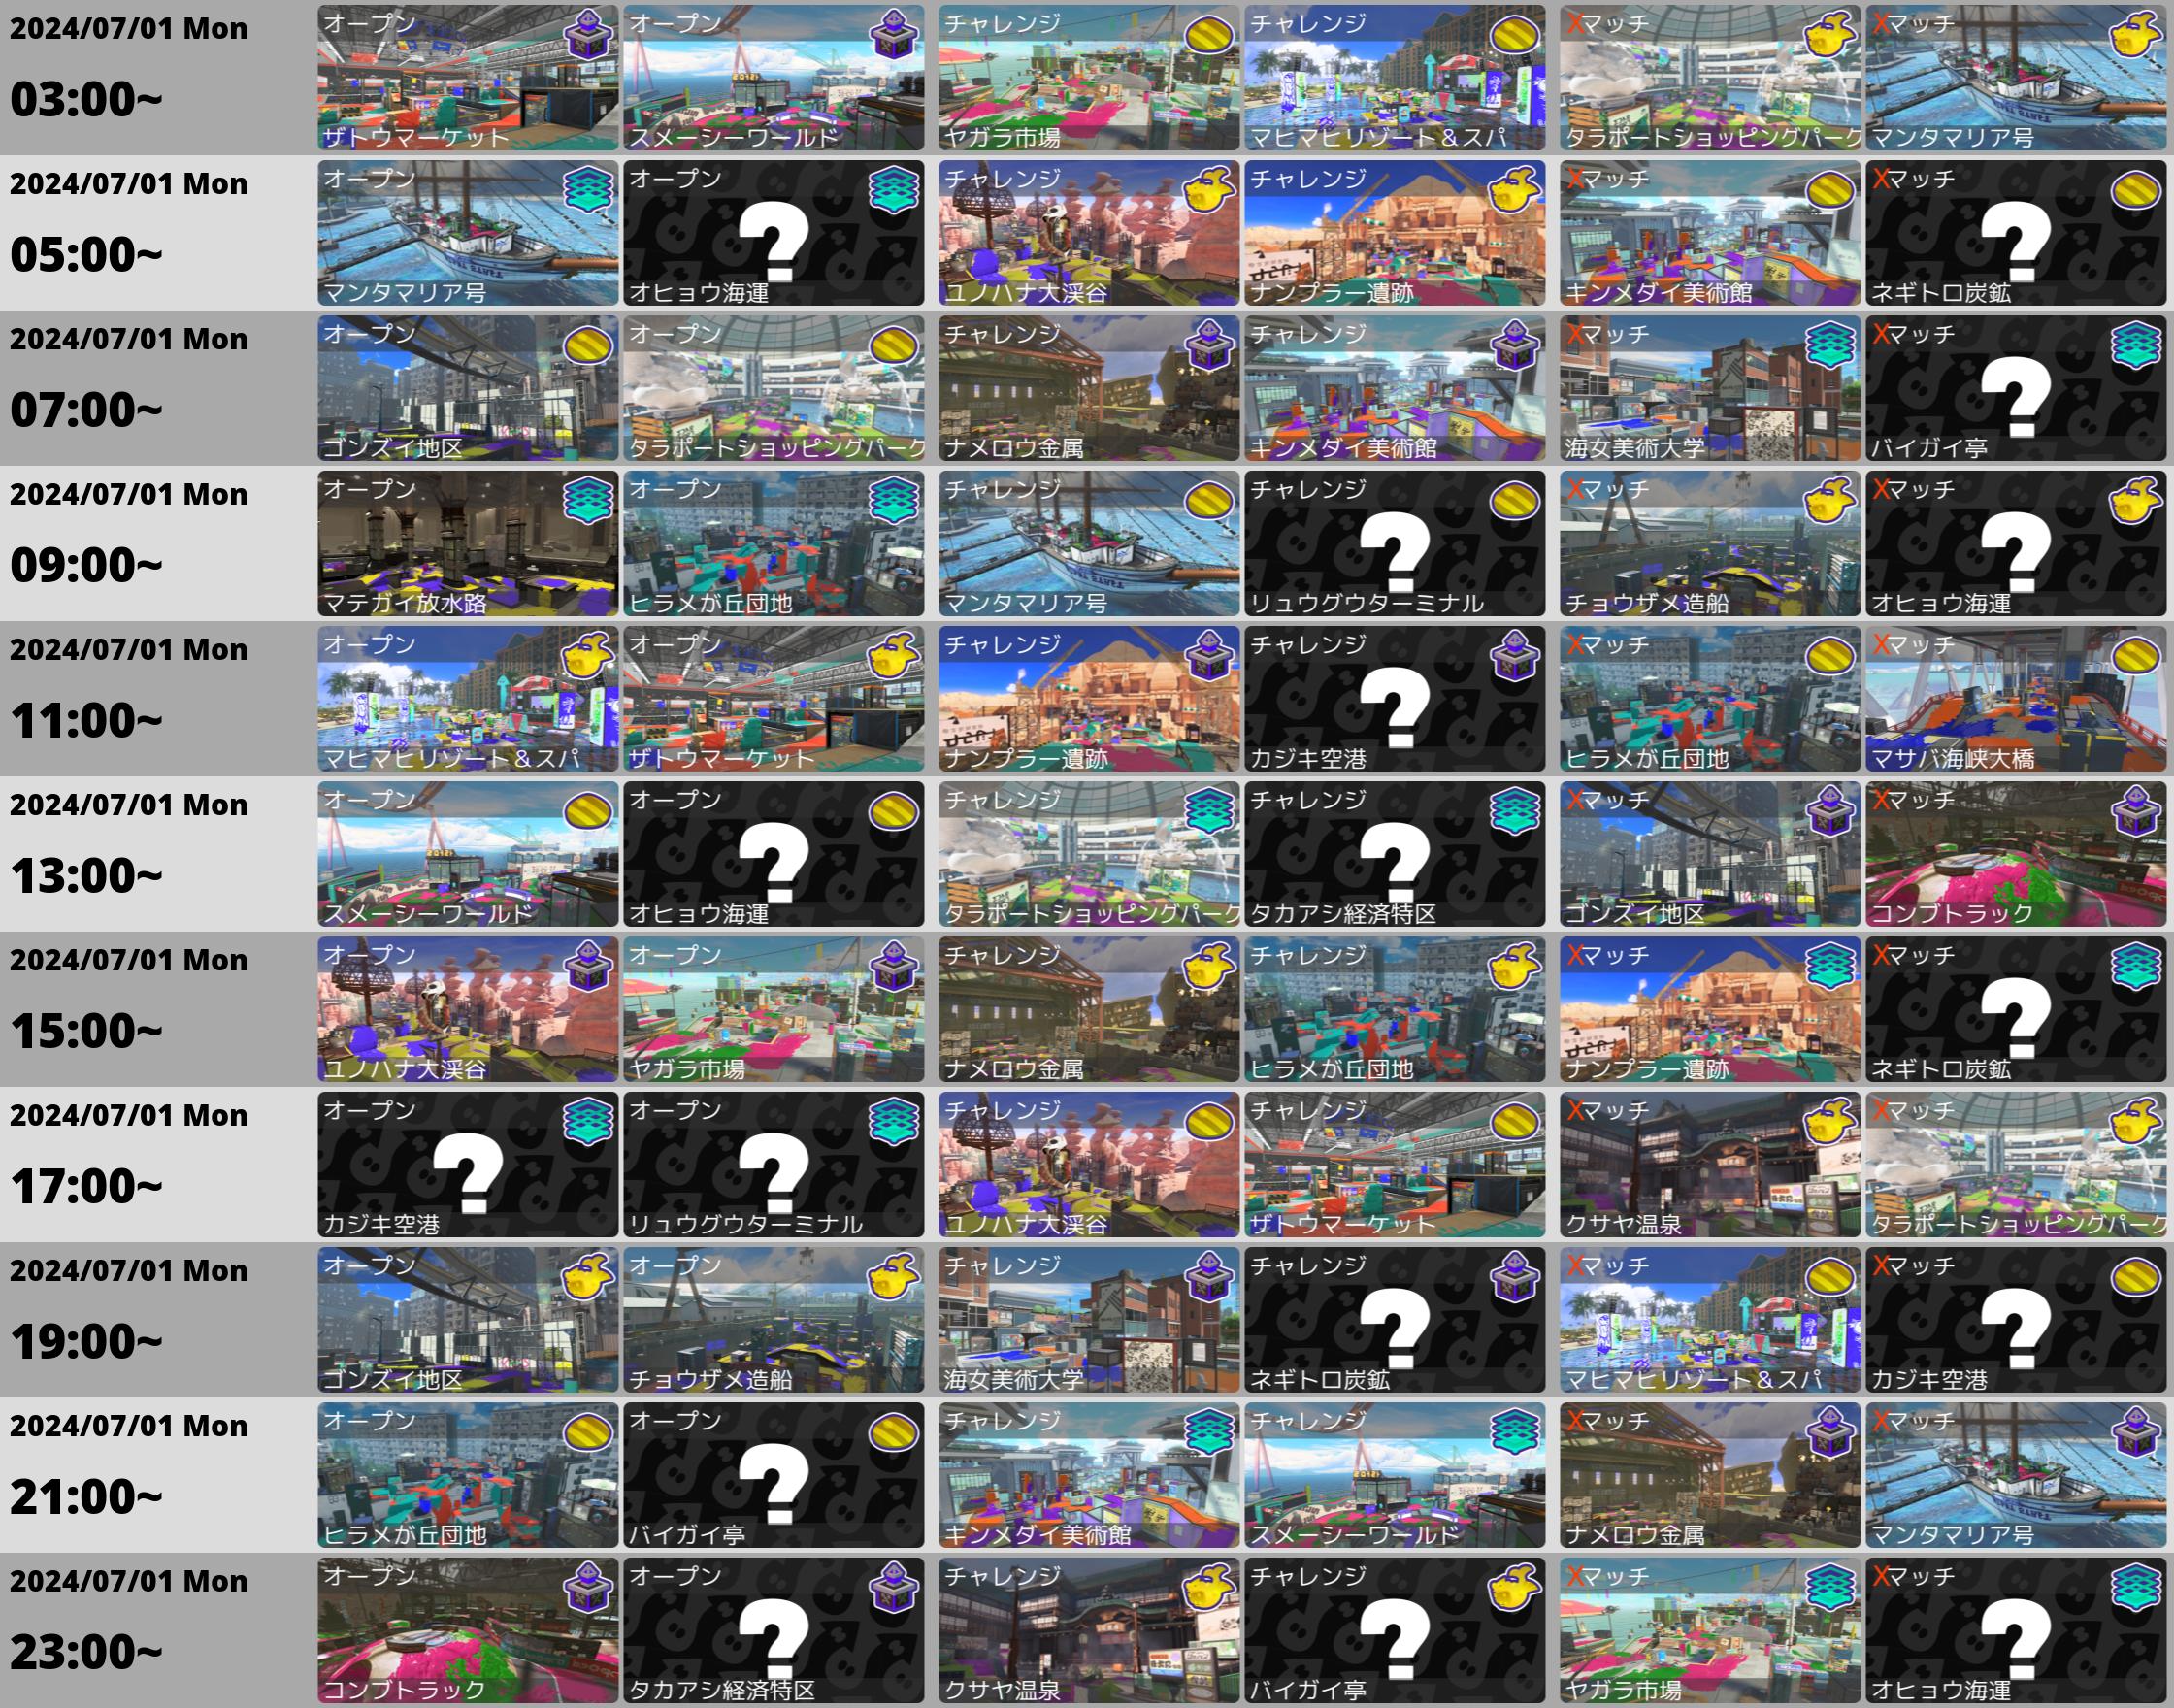 2024/07/01 Mon
03:00~
オープン
ザトウマーケット
オープン
スメーシーワールド
チャレンジ
ヤガラ市場
チャレンジ
マヒマヒリゾート＆スパ
Xマッチ
タラポートショッピングパーク
Xマッチ
マンタマリア号
2024/07/01 Mon
05:00~
オープン
マンタマリア号
オープン
オヒョウ海運
チャレンジ
ユノハナ大渓谷
チャレンジ
ナンプラー遺跡
Xマッチ
キンメダイ美術館
Xマッチ
ネギトロ炭鉱
2024/07/01 Mon
07:00~
オープン
ゴンズイ地区
オープン
タラポートショッピングパーク
チャレンジ
ナメロウ金属
チャレンジ
キンメダイ美術館
Xマッチ
海女美術大学
Xマッチ
バイガイ亭
2024/07/01 Mon
09:00~
オープン
マテガイ放水路
オープン
ヒラメが丘団地
チャレンジ
マンタマリア号
チャレンジ
リュウグウターミナル
Xマッチ
チョウザメ造船
Xマッチ
オヒョウ海運
2024/07/01 Mon
11:00~
オープン
マヒマヒリゾート＆スパ
オープン
ザトウマーケット
チャレンジ
ナンプラー遺跡
チャレンジ
カジキ空港
Xマッチ
ヒラメが丘団地
Xマッチ
マサバ海峡大橋
2024/07/01 Mon
13:00~
オープン
スメーシーワールド
オープン
オヒョウ海運
チャレンジ
タラポートショッピングパーク
チャレンジ
タカアシ経済特区
Xマッチ
ゴンズイ地区
Xマッチ
コンブトラック
2024/07/01 Mon
15:00~
オープン
ユノハナ大渓谷
オープン
ヤガラ市場
チャレンジ
ナメロウ金属
チャレンジ
ヒラメが丘団地
Xマッチ
ナンプラー遺跡
Xマッチ
ネギトロ炭鉱
2024/07/01 Mon
17:00~
オープン
カジキ空港
オープン
リュウグウターミナル
チャレンジ
ユノハナ大渓谷
チャレンジ
ザトウマーケット
Xマッチ
クサヤ温泉
Xマッチ
タラポートショッピングパーク
2024/07/01 Mon
19:00~
オープン
ゴンズイ地区
オープン
チョウザメ造船
チャレンジ
海女美術大学
チャレンジ
ネギトロ炭鉱
Xマッチ
マヒマヒリゾート＆スパ
Xマッチ
カジキ空港
2024/07/01 Mon
21:00~
オープン
ヒラメが丘団地
オープン
バイガイ亭
チャレンジ
キンメダイ美術館
チャレンジ
スメーシーワールド
Xマッチ
ナメロウ金属
Xマッチ
マンタマリア号
2024/07/01 Mon
23:00~
オープン
コンブトラック
オープン
タカアシ経済特区
チャレンジ
クサヤ温泉
チャレンジ
バイガイ亭
Xマッチ
ヤガラ市場
Xマッチ
オヒョウ海運